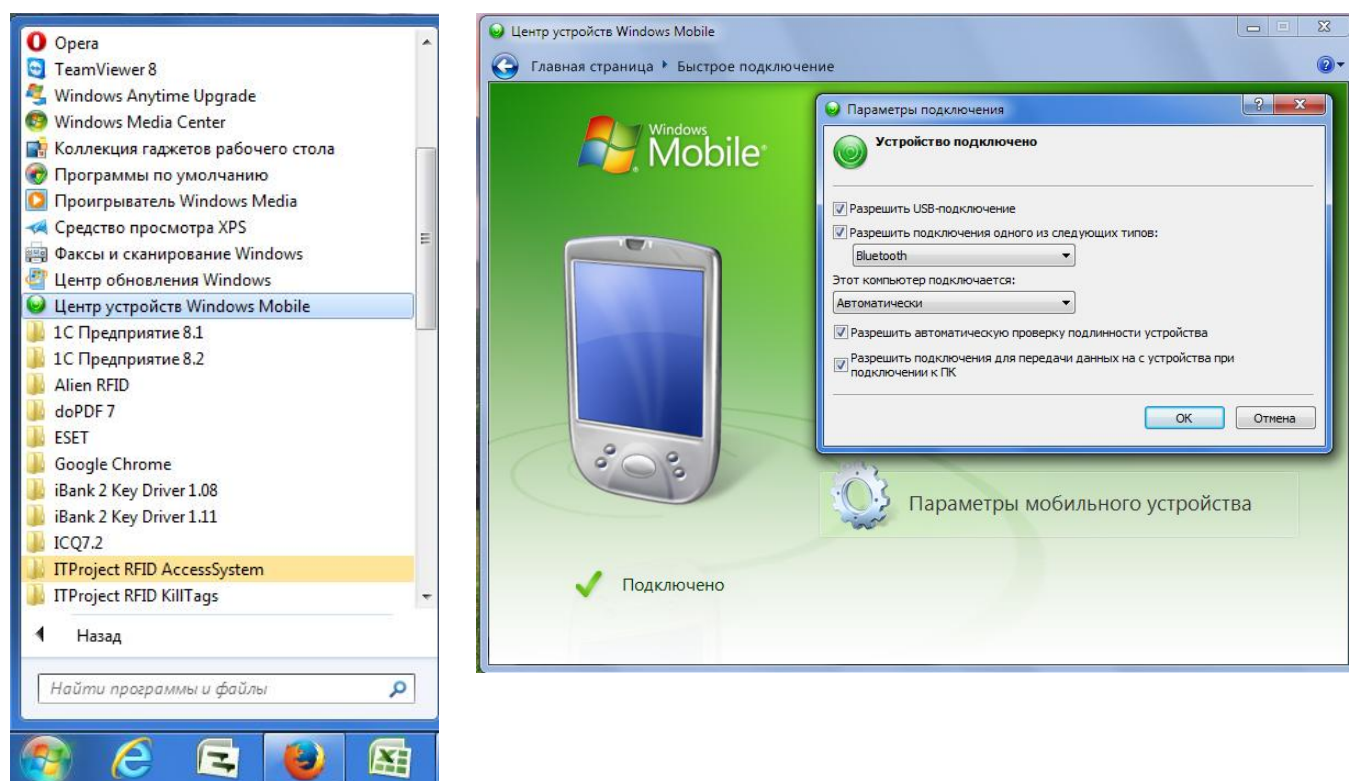 Opera
TeamViewer 8
Windows Anytime Upgrade
Windows Media Center
Коллекция гаджетов рабочего стола
Программы по умолчанию
Проигрыватель Windows Media
Средство просмотра XPS
Факсы и сканирование Windows
Центр обновления Windows
Центр устройств Windows Mobile
1С Предприятие 8.1
1С Предприятие 8.2
Alien RFID
doPDF 7
ESET
Google Chrome
iBank 2 Key Driver 1.08
iBank 2 Key Driver 1.11
ICQ7.2
ITProject RFID AccessSystem
ITProject RFID KillTags
Назад
Найти программы и файлы
Центр устройств Windows Mobile
Главная страница Быстрое подключение
Windows
Mobile
Параметры подключения
Устройство подключено
Разрешить USB-подключение
Разрешить подключения одного из следующих типов:
Bluetooth
Этот компьютер подключается:
Автоматически
Разрешить автоматическую проверку подлинности устройства
Разрешить подключения для передачи данных на с устройства при
подключении к ПК
ОК Отмена
Параметры мобильного устройства
Подключено